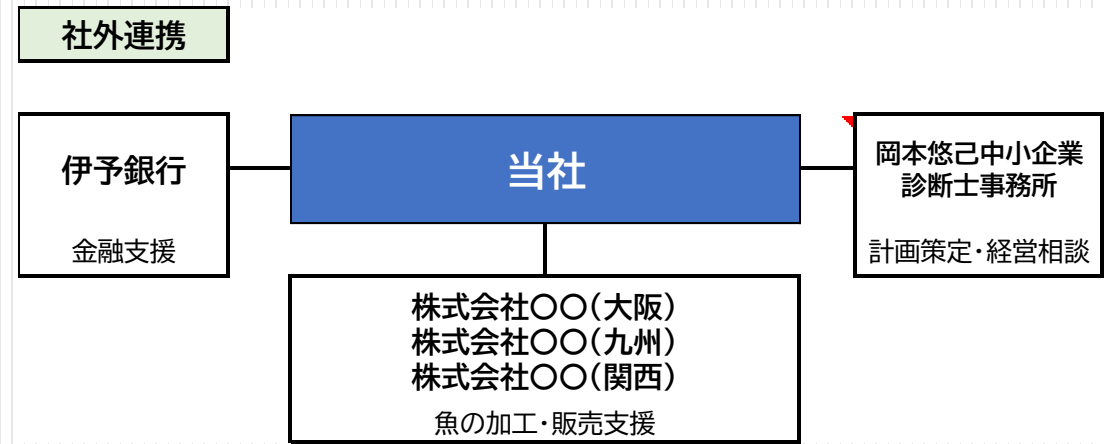 社外連携
伊予銀行
金融支援
当社
岡本悠己中小企業
診断士事務所
計画策定・経営相談
株式会社〇〇(大阪)
株式会社〇〇(九州)
株式会社〇〇(関西)
魚の加工・販売支援